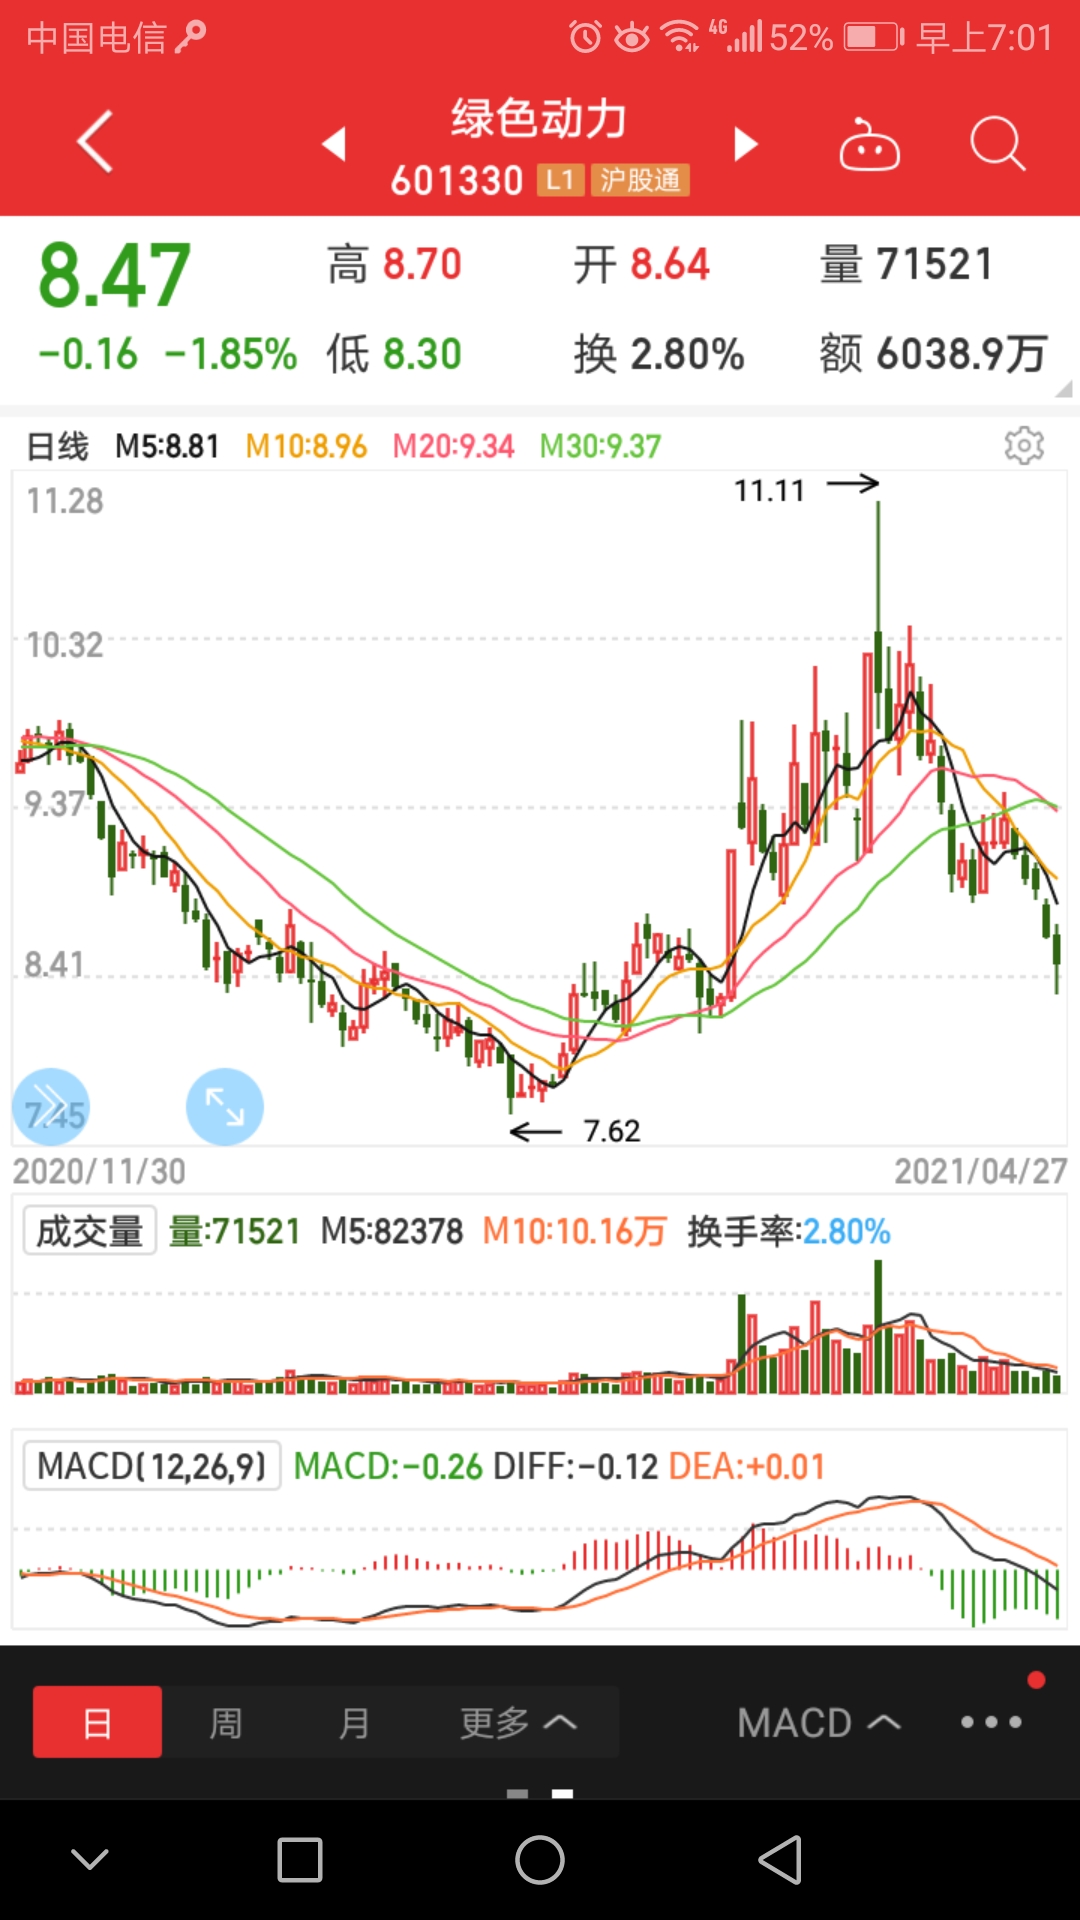 中国电信 4G 52% 早上7:01
绿色动力
601330 L1 沪股通
8.47 高 8.70 开 8.64 量 71521
-0.16 -1.85% 低 8.30 换 2.80% 额 6038.9万
日线 M5:8.81 M10:8.96 M20:9.34 M30:9.37
11.11
11.28
10.32
9.37
8.41
7.45
7.62
2020/11/30 2021/04/27
成交量 量:71521 M5:82378 M10:10.16万 换手率:2.80%
MACD(12,26,9) MACD:-0.26 DIFF:-0.12 DEA:+0.01
日 周 月 更多 MACD